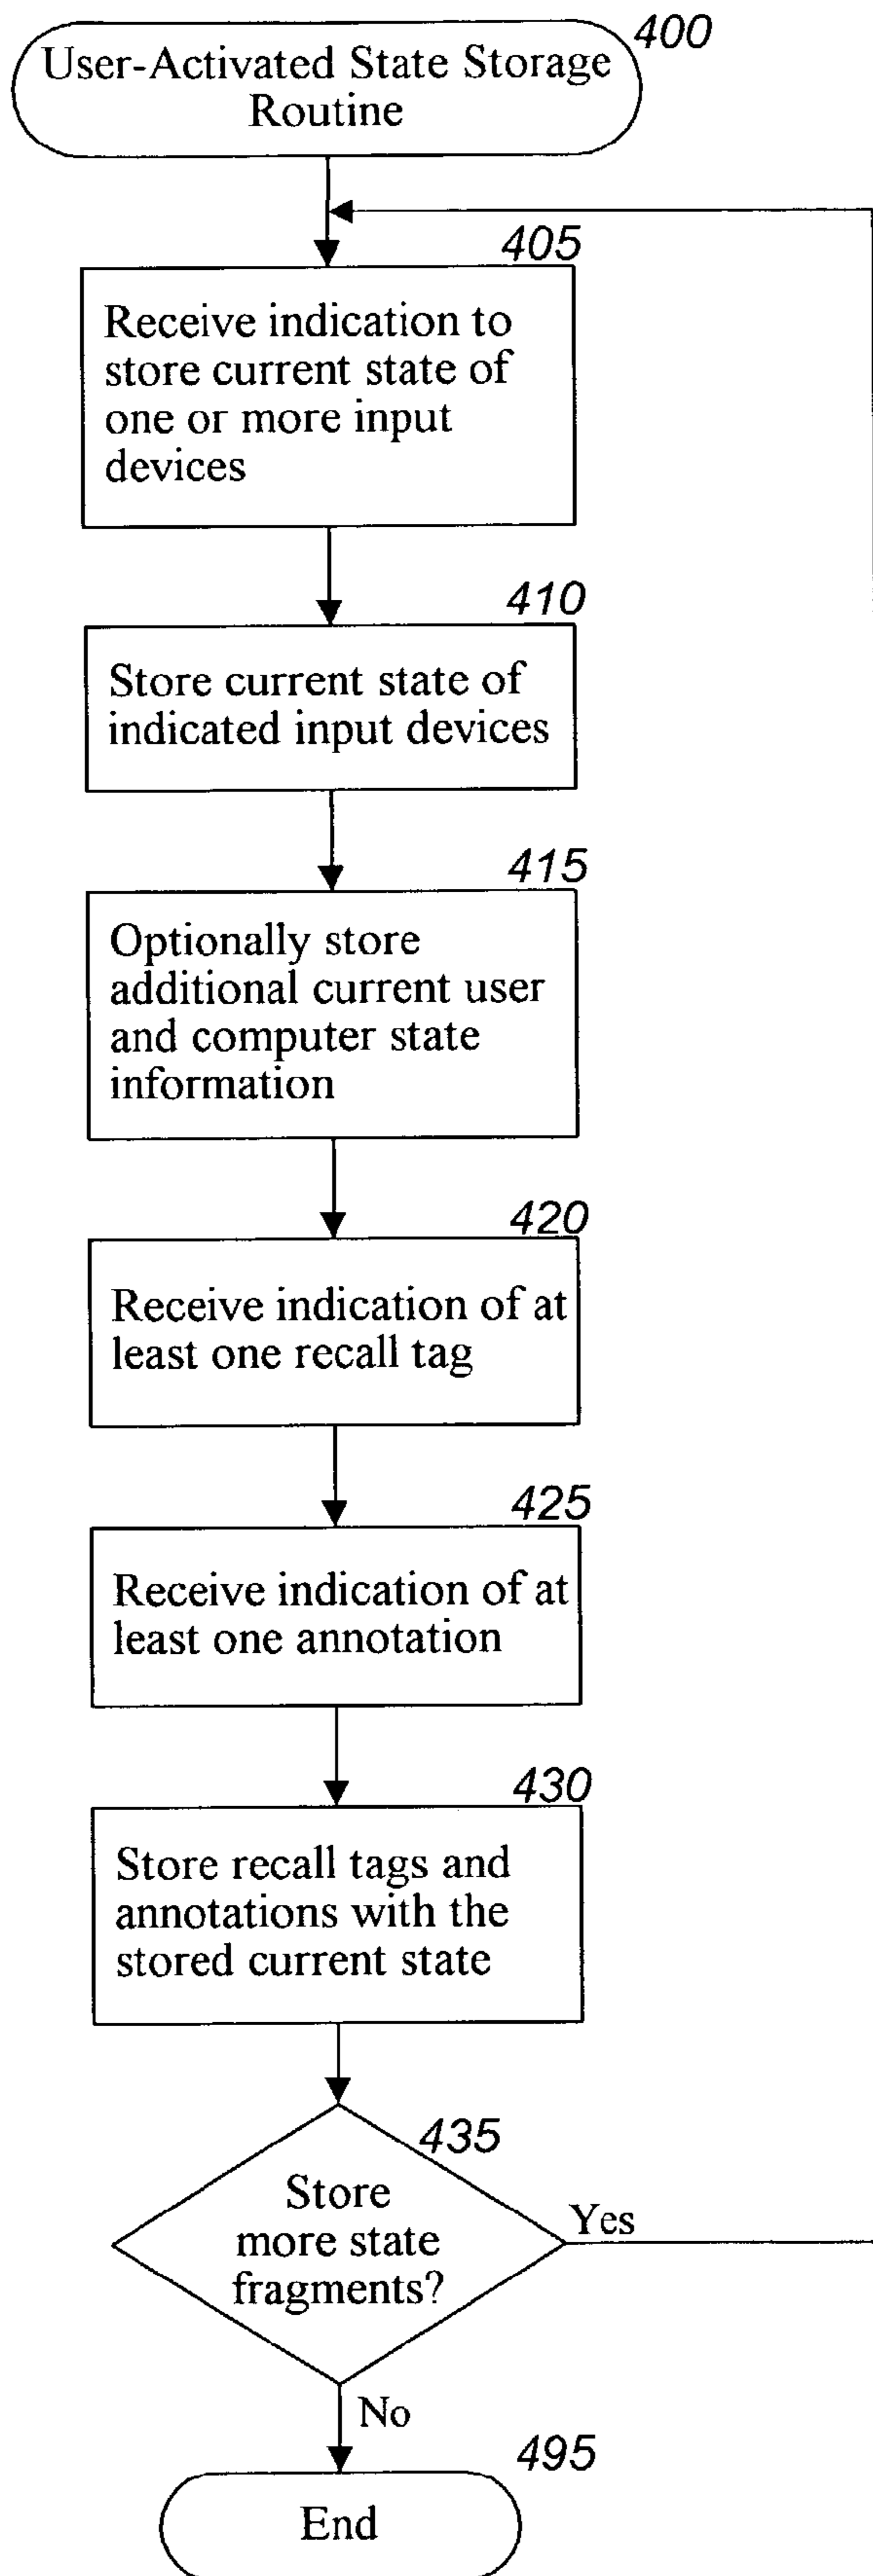 400
User-Activated State Storage
Routine
405
Receive indication to
store current state of
one or more input
devices
410
Store current state of
indicated input devices
415
Optionally store
additional current user
and computer state
information
420
Receive indication of at
least one recall tag
425
Receive indication of at
least one annotation
430
Store recall tags and
annotations with the
stored current state
435
Store
more state
fragments?
Yes
No
495
End